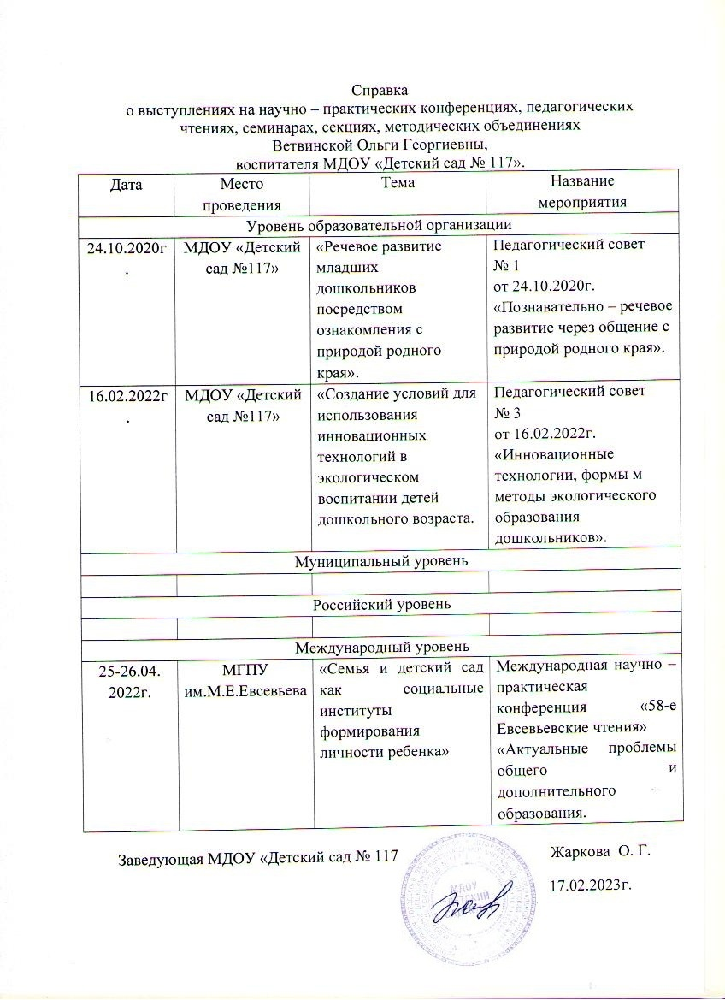 Справка
о выступлениях на научно – практических конференциях, педагогических
чтениях, семинарах, секциях, методических объединениях
Ветвинской Ольги Георгиевны,
воспитателя МДОУ «Детский сад № 117».
Дата
Место
проведения
Тема
Название
мероприятия
Уровень образовательной организации
24.10.2020г
.
МДОУ «Детский
сад №117»
«Речевое развитие
младших
дошкольников
посредством
ознакомления с
природой родного
края».
Педагогический совет
№ 1
от 24.10.2020г.
«Познавательно – речевое
развитие через общение с
природой родного края».
16.02.2022г
.
МДОУ «Детский
сад №117»
«Создание условий для
использования
инновационных
технологий в
экологическом
воспитании детей
дошкольного возраста.
Педагогический совет
№ 3
от 16.02.2022г.
«Инновационные
технологии, формы м
методы экологического
образования
дошкольников».
Муниципальный уровень
Российский уровень
Международный уровень
25-26.04.
2022г.
МГПУ
им.М.Е.Евсевьева
«Семья и детский сад
как социальные
институты
формирования
личности ребенка»
Международная научно –
практическая
конференция «58-е
Евсевьевские чтения»
«Актуальные проблемы
общего и
дополнительного
образования.
Заведующая МДОУ «Детский сад № 117
Жаркова О. Г.
17.02.2023г.
МДОУ